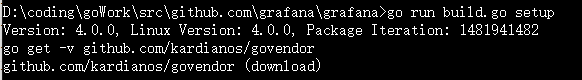 D:\coding\goWork\src\github.com\grafana\grafana>go run build.go setup
Version: 4.0.0, Linux Version: 4.0.0, Package Iteration: 1481941482
go get -v github.com/kardianos/govendor
github.com/kardianos/govendor (download)